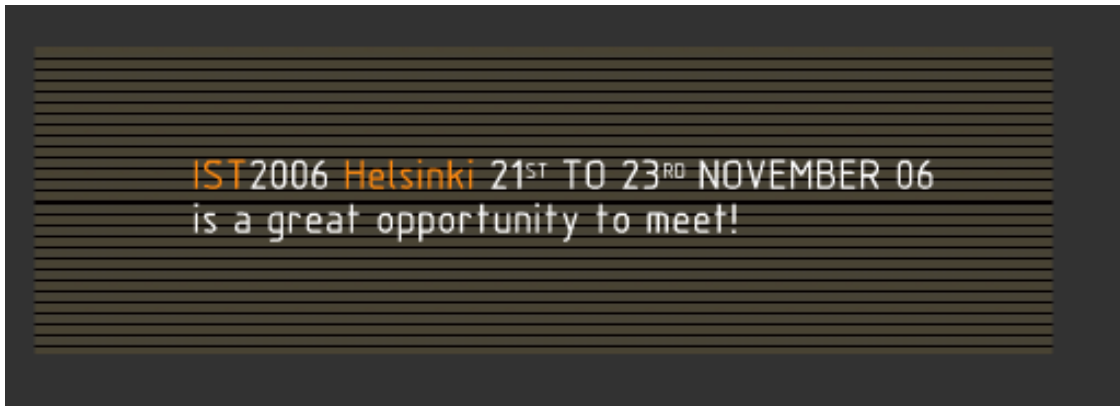 IST2006 Helsinki 21ST TO 23RD NOVEMBER 06
is a great opportunity to meet!